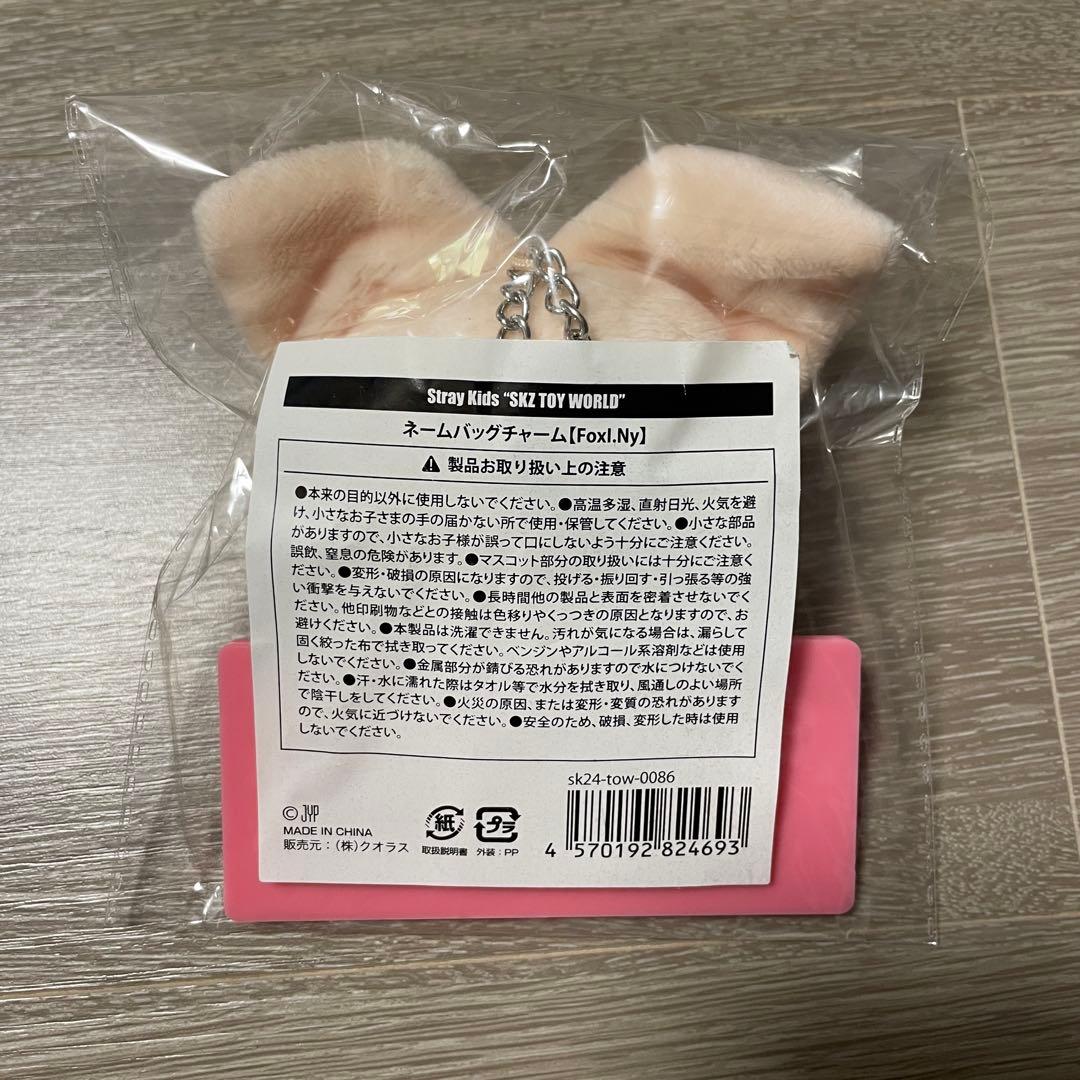 Stray Kids “SKZ TOY WORLD”
ネームバッグチャーム【FoxI.Ny】
⚠ 製品お取り扱い上の注意
●本来の目的以外に使用しないでください。●高温多湿、直射日光、火気を避
け、小さなお子さまの手の届かない所で使用・保管してください。●小さな部品
がありますので、小さなお子様が誤って口にしないよう十分にご注意ください。
誤飲、窒息の危険があります。●マスコット部分の取り扱いには十分にご注意く
ださい。●変形・破損の原因になりますので、投げる・振り回す・引っ張る等の強
い衝撃を与えないでください。●長時間他の製品と表面を密着させないでく
ださい。他印刷物などとの接触は色移りやくっつきの原因となりますので、お
避けください。●本製品は洗濯できません。汚れが気になる場合は、濡らして
固く絞った布で拭き取ってください。ベンジンやアルコール系溶剤などは使用
しないでください。●金属部分が錆びる恐れがありますので水につけないでく
ださい。●汗・水に濡れた際はタオル等で水分を拭き取り、風通しのよい場所
で陰干しをしてください。●火災の原因、または変形・変質の恐れがあります
ので、火気に近づけないでください。●安全のため、破損、変形した時は使用
しないでください。
sk24-tow-0086
© JYP
MADE IN CHINA
販売元：(株)クオラス
紙
取扱説明書
プラ
外装：PP
4 570192 824693